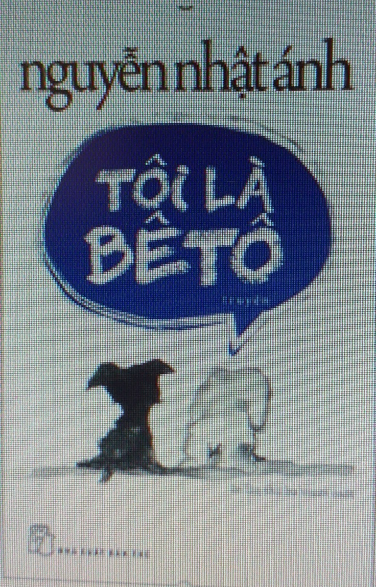 nguyễn nhật ánh
TÔI LÀ
BÊTÔ
Truyện
NHÀ XUẤT BẢN TRẺ